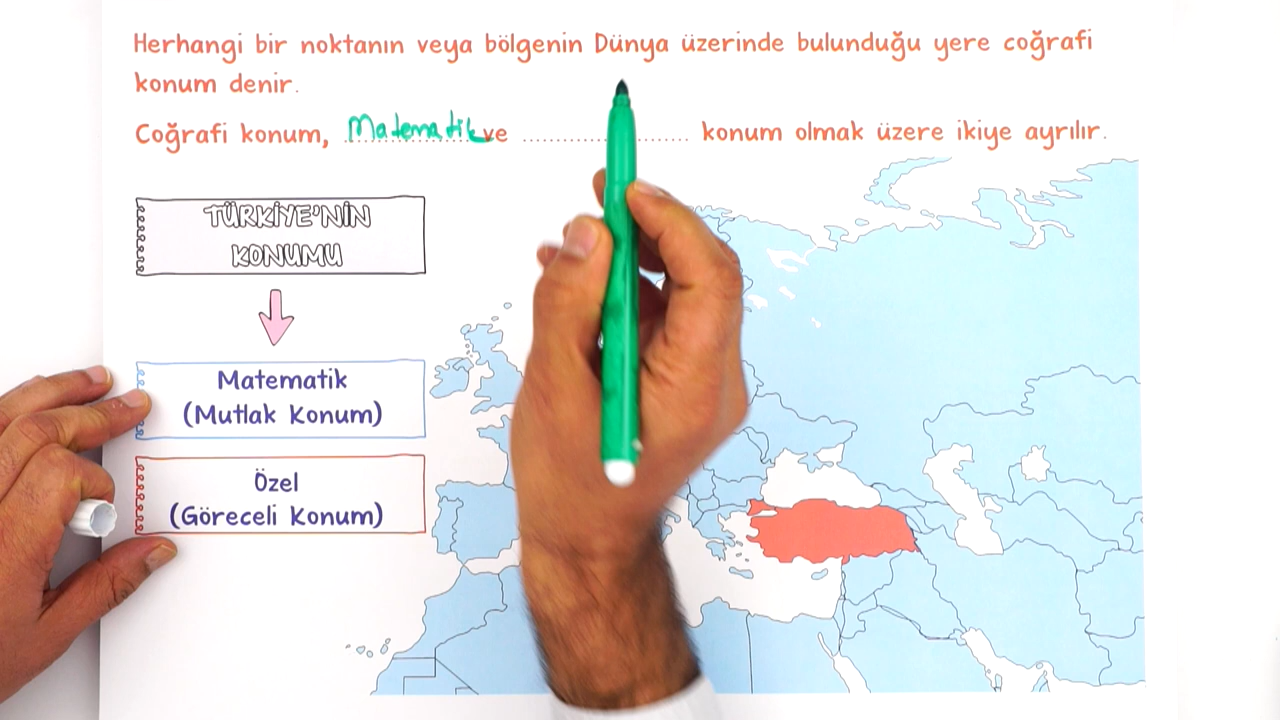 Herhangi bir noktanın veya bölgenin Dünya üzerinde bulunduğu yere coğrafi
konum denir.
Coğrafi konum, Matematik ve .................... konum olmak üzere ikiye ayrılır.
TÜRKİYE'NİN
KONUMU
Matematik
(Mutlak Konum)
Özel
(Göreceli Konum)